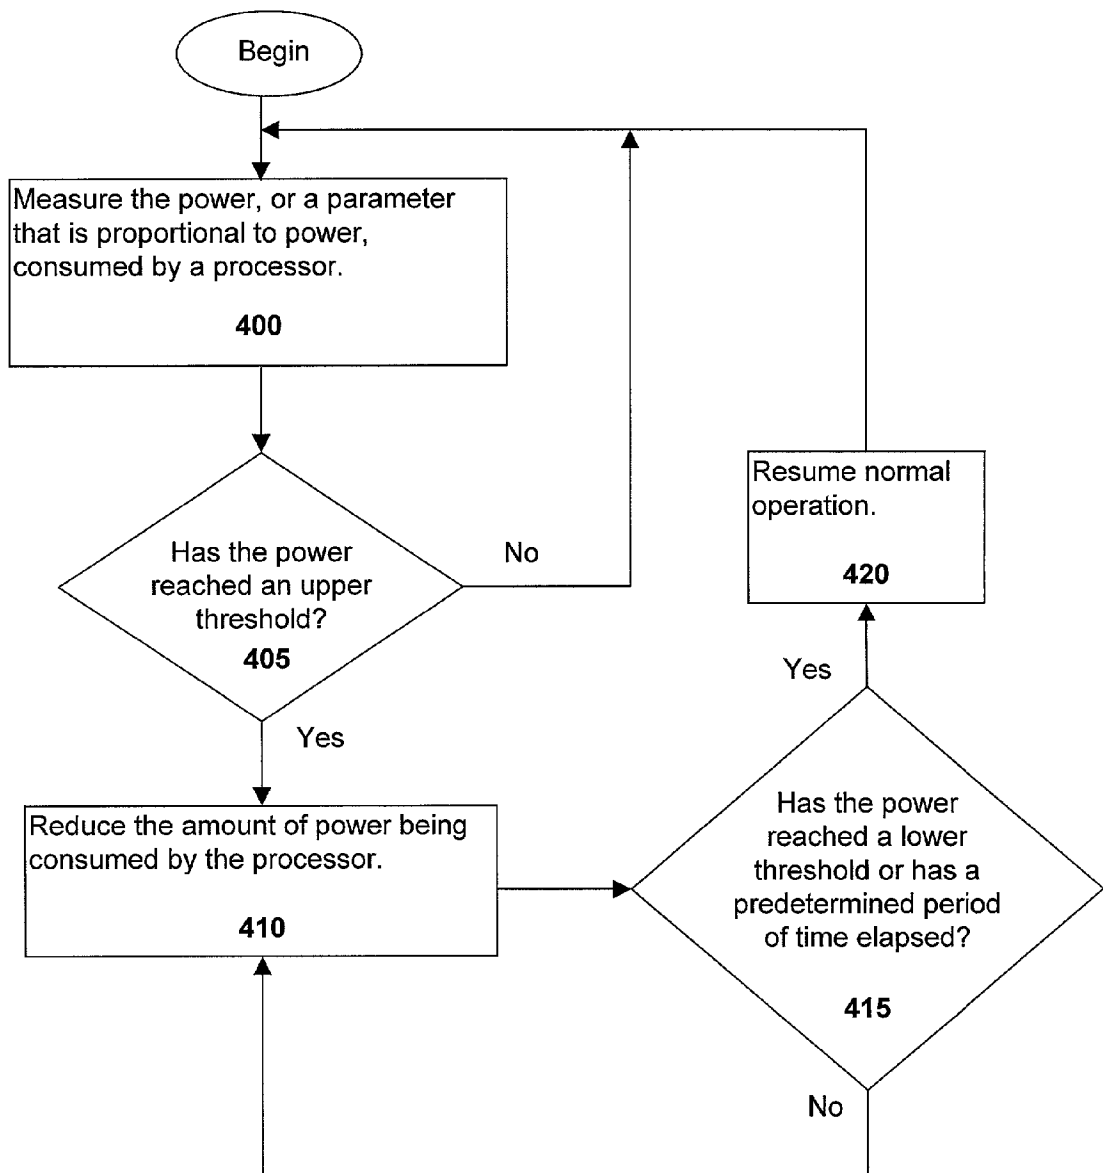 Begin
Measure the power, or a parameter
that is proportional to power,
consumed by a processor.
400
Has the power
reached an upper
threshold?
405
No
Yes
Reduce the amount of power being
consumed by the processor.
410
Resume normal
operation.
420
Yes
Has the power
reached a lower
threshold or has a
predetermined period
of time elapsed?
415
No